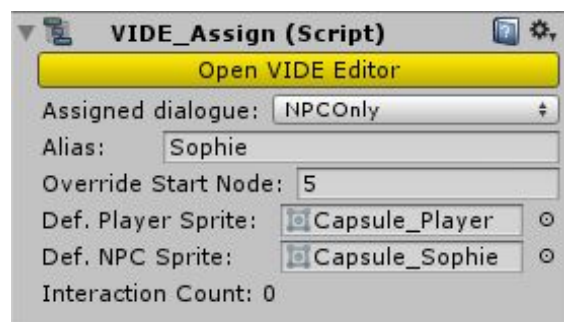 VIDE_Assign (Script)
Open VIDE Editor
Assigned dialogue: NPCOnly
Alias: Sophie
Override Start Node: 5
Def. Player Sprite: Capsule_Player
Def. NPC Sprite: Capsule_Sophie
Interaction Count: 0